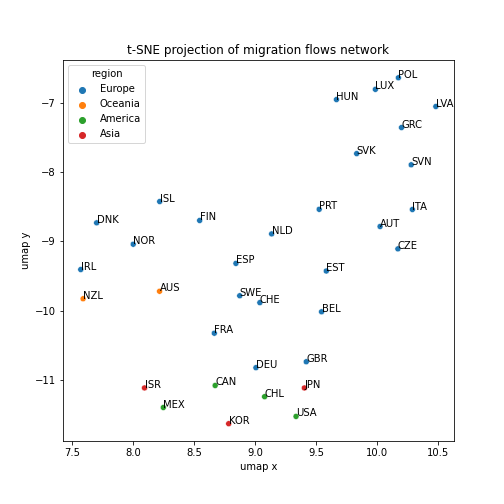 t-SNE projection of migration flows network
region
Europe
Oceania
America
Asia
POL
LUX
HUN
LVA
GRC
SVK
SVN
ISL
PRT
ITA
DNK
FIN
AUT
NLD
NOR
CZE
ESP
IRL
EST
AUS
NZL
SWE
CHE
BEL
FRA
GBR
DEU
CAN
ISR
JPN
CHL
MEX
USA
KOR
−7
−8
−9
−10
−11
umap y
7.5 8.0 8.5 9.0 9.5 10.0 10.5
umap x